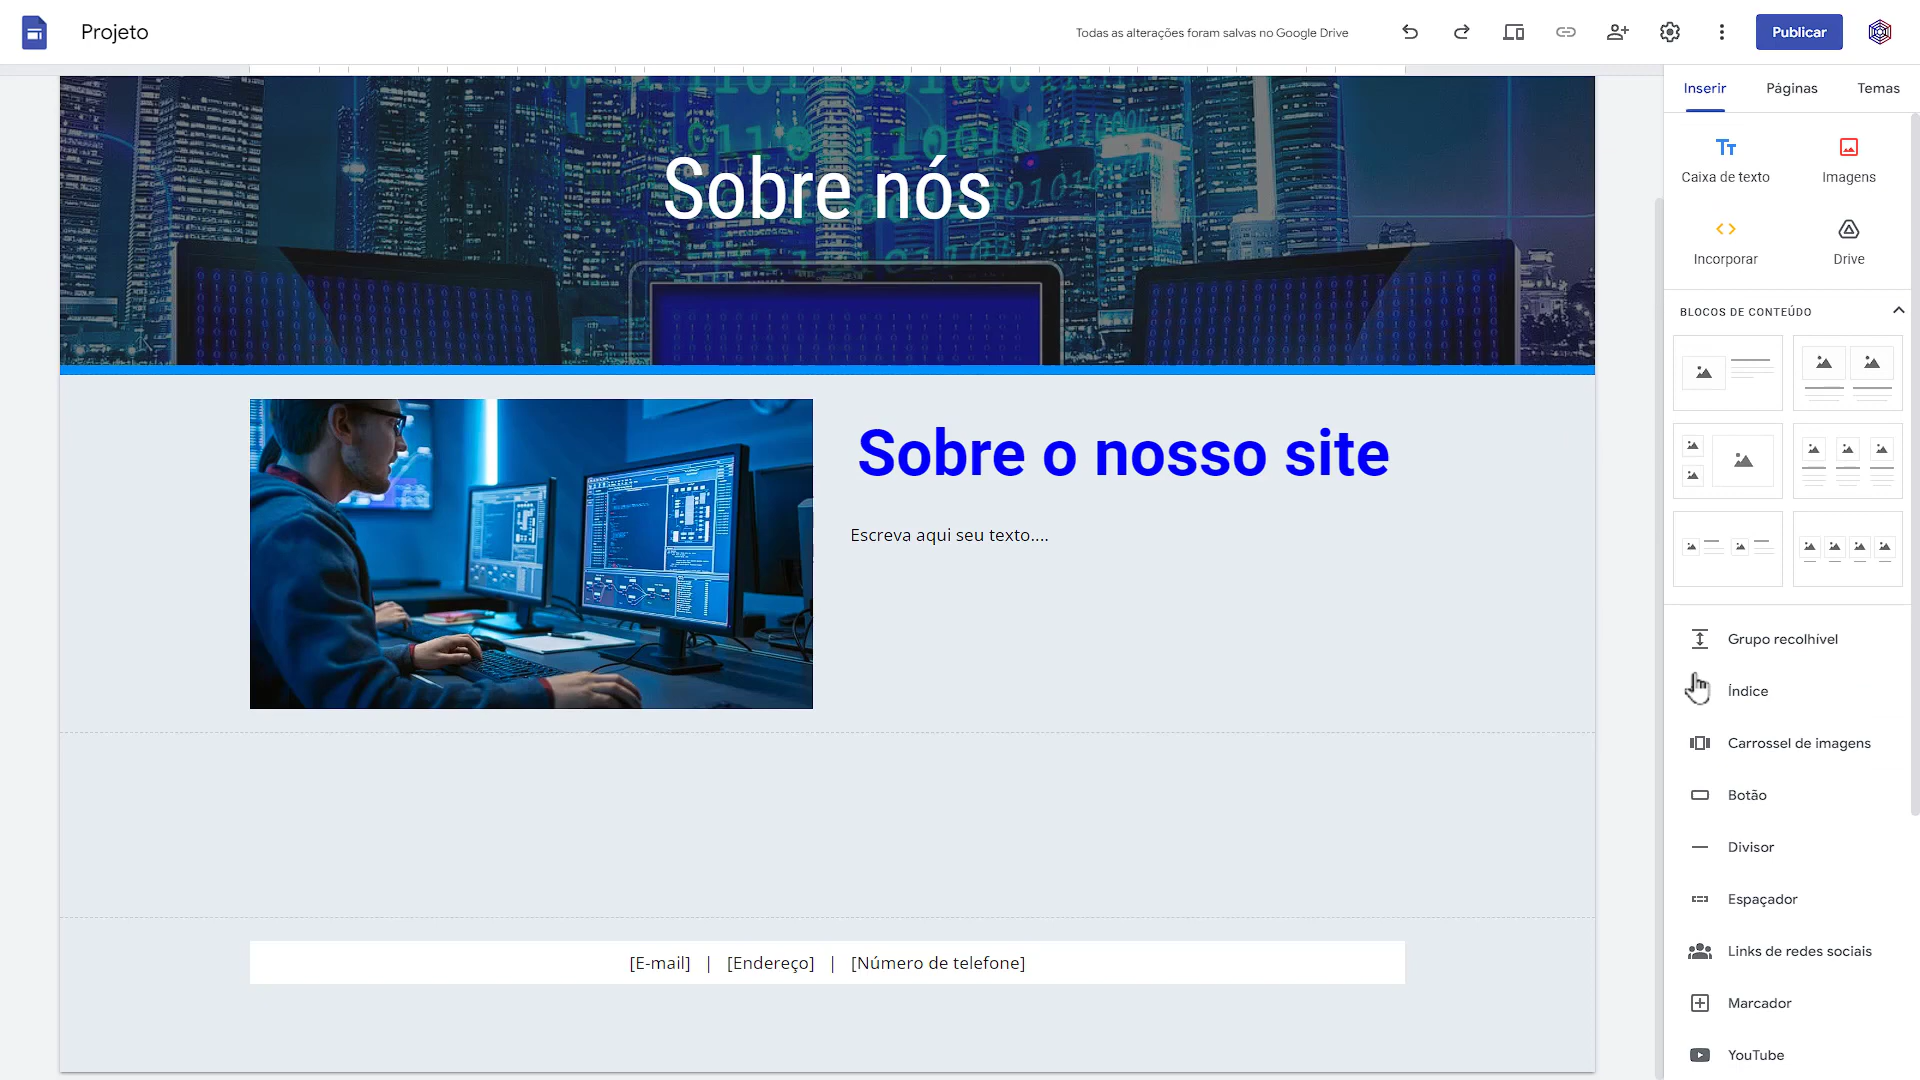 Projeto
Todas as alterações foram salvas no Google Drive
Publicar
Inserir
Páginas
Temas
Caixa de texto
Imagens
Incorporar
Drive
BLOCOS DE CONTEÚDO
Grupo recolhível
Índice
Carrossel de imagens
Botão
Divisor
Espaçador
Links de redes sociais
Marcador
YouTube
Sobre nós
Sobre o nosso site
Escreva aqui seu texto....
[E-mail] | [Endereço] | [Número de telefone]